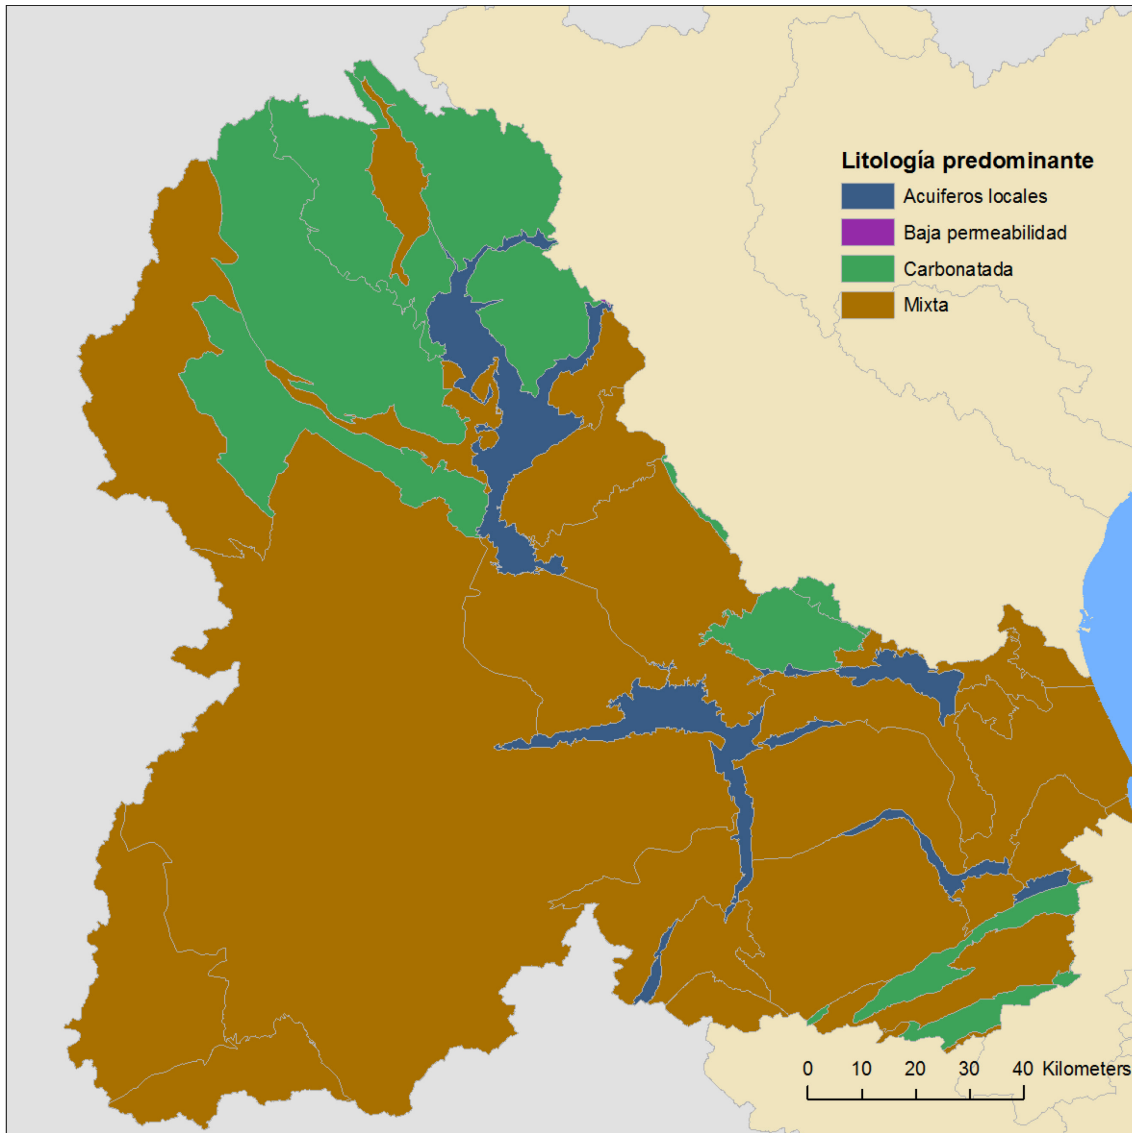 Litología predominante
Acuiferos locales
Baja permeabilidad
Carbonatada
Mixta
0 10 20 30 40 Kilometers